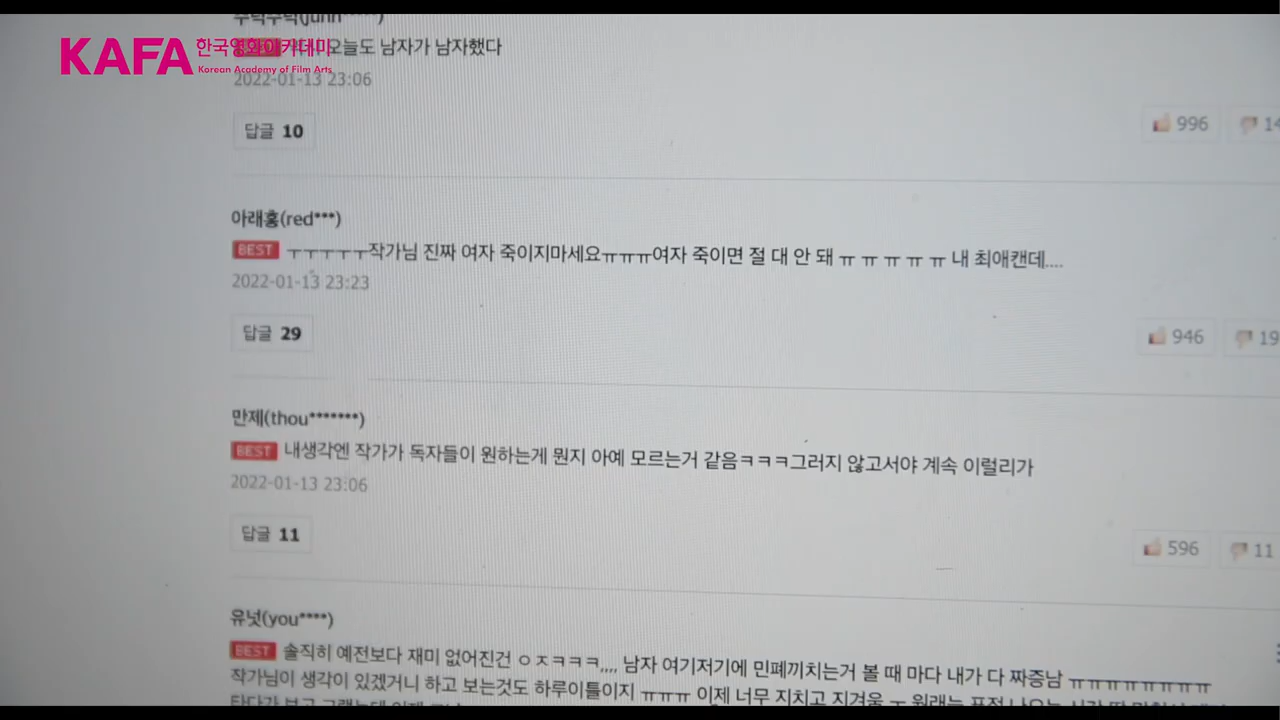 KAFA 한국영화아카데미
Korean Academy of Film Arts
오늘도 남자가 남자했다
2022-01-13 23:06
답글 10
996
14
아래홍(red***)
BEST ㅜㅜㅜㅜㅜ작가님 진짜 여자 죽이지마세요ㅠㅠㅠ여자 죽이면 절 대 안 돼 ㅠ ㅠ ㅠ ㅠ ㅠ 내 최애캔데....
2022-01-13 23:23
답글 29
946
19
만제(thou*******)
BEST 내생각엔 작가가 독자들이 원하는게 뭔지 아예 모르는거 같음ㅋㅋㅋ그러지 않고서야 계속 이럴리가
2022-01-13 23:06
답글 11
596
11
유넛(you****)
BEST 솔직히 예전보다 재미 없어진건 ㅇㅈㅋㅋㅋ,,,, 남자 여기저기에 민폐끼치는거 볼 때 마다 내가 다 짜증남 ㅠㅠㅠㅠㅠㅠㅠㅠ
작가님이 생각이 있겠거니 하고 보는것도 하루이틀이지 ㅠㅠㅠ 이제 너무 지치고 지겨움 ㅜ 원래는